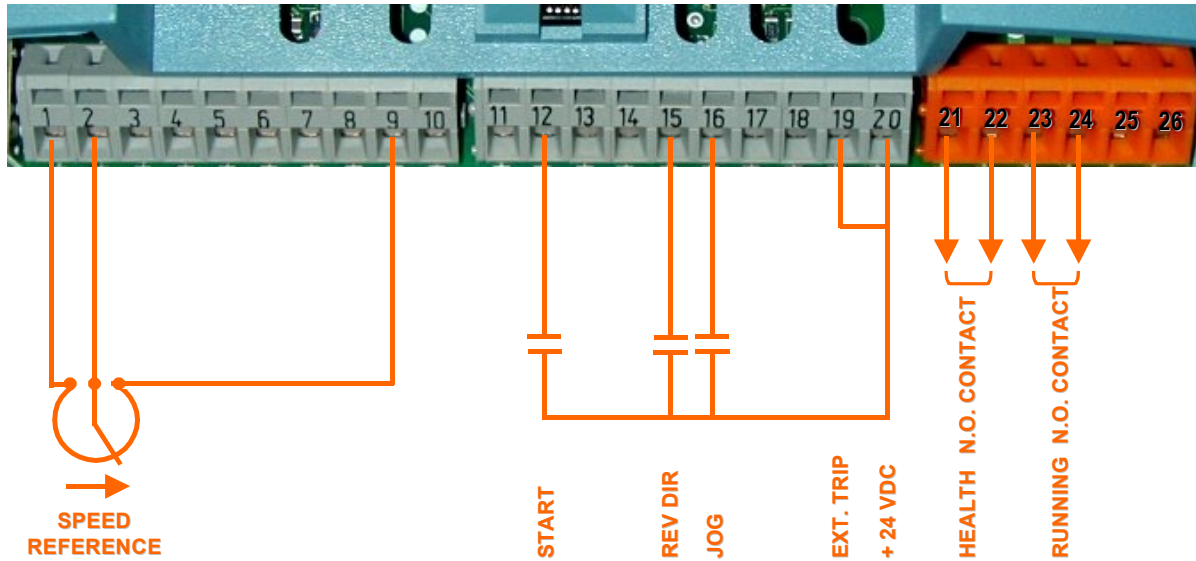 1 2 3 4 5 6 7 8 9 10 11 12 13 14 15 16 17 18 19 20 21 22 23 24 25 26
SPEED
REFERENCE
START
REV DIR
JOG
EXT. TRIP
+ 24 VDC
HEALTH N.O. CONTACT
RUNNING N.O. CONTACT